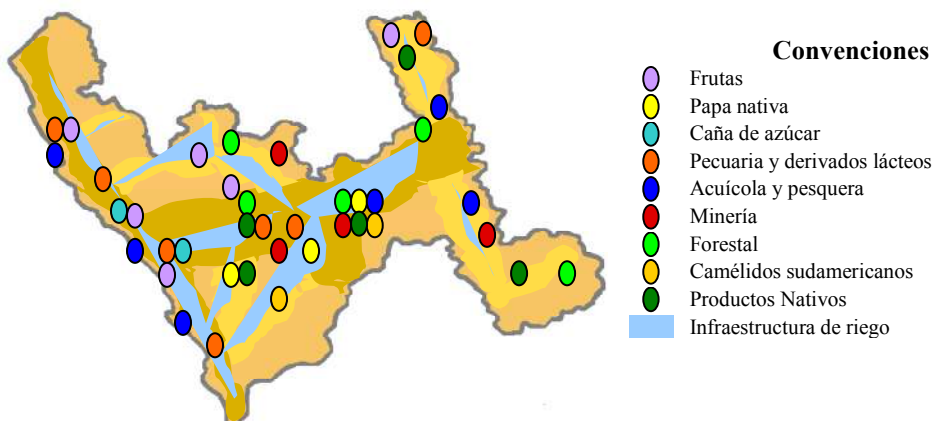 Convenciones
Frutas
Papa nativa
Caña de azúcar
Pecuaria y derivados lácteos
Acuícola y pesquera
Minería
Forestal
Camélidos sudamericanos
Productos Nativos
Infraestructura de riego